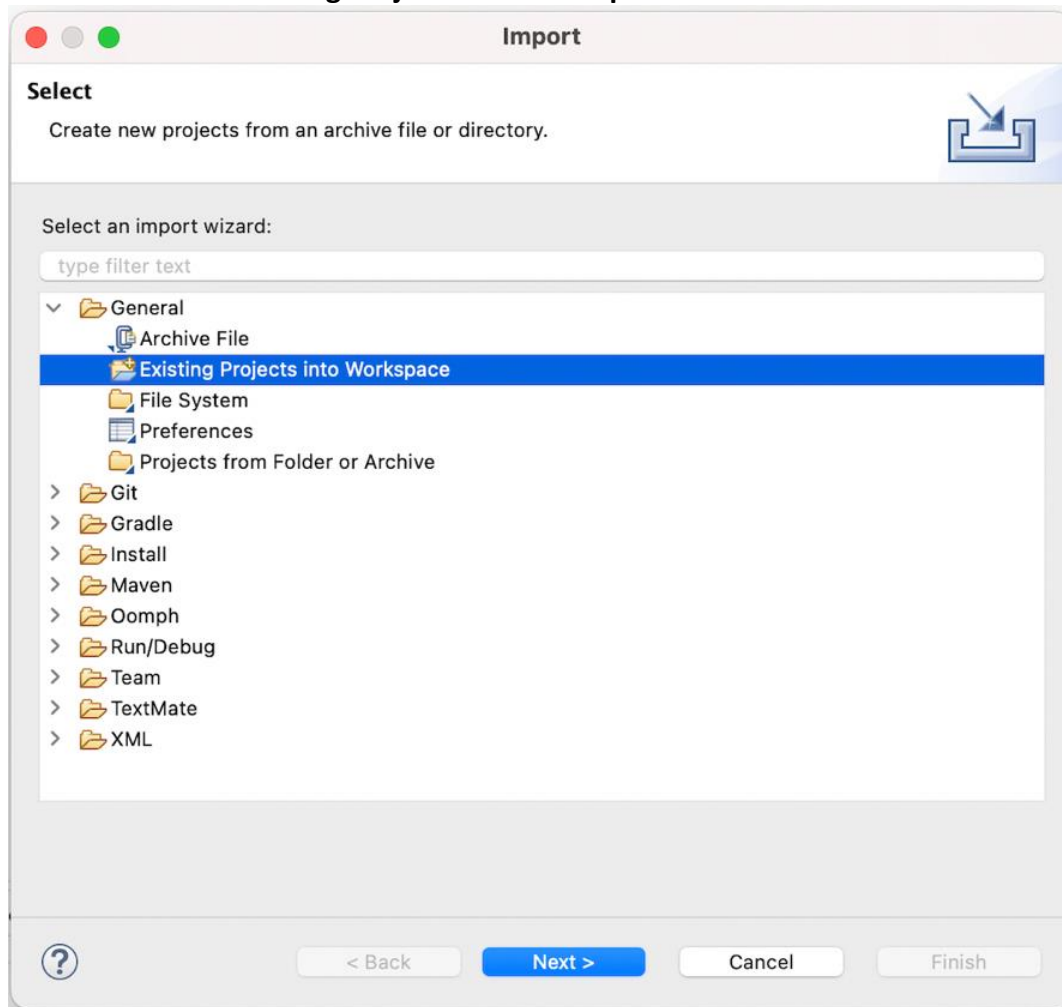 Import
Select
Create new projects from an archive file or directory.
Select an import wizard:
type filter text
General
Archive File
Existing Projects into Workspace
File System
Preferences
Projects from Folder or Archive
Git
Gradle
Install
Maven
Oomph
Run/Debug
Team
TextMate
XML
? < Back Next > Cancel Finish